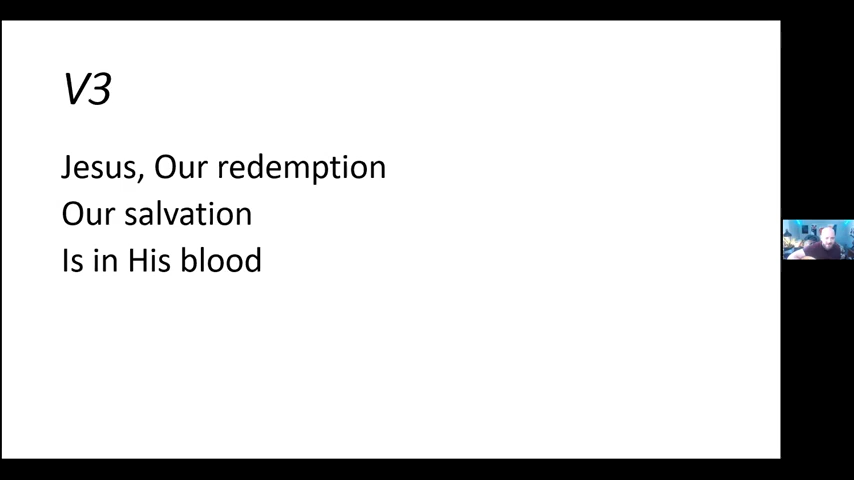 V3
Jesus, Our redemption
Our salvation
Is in His blood